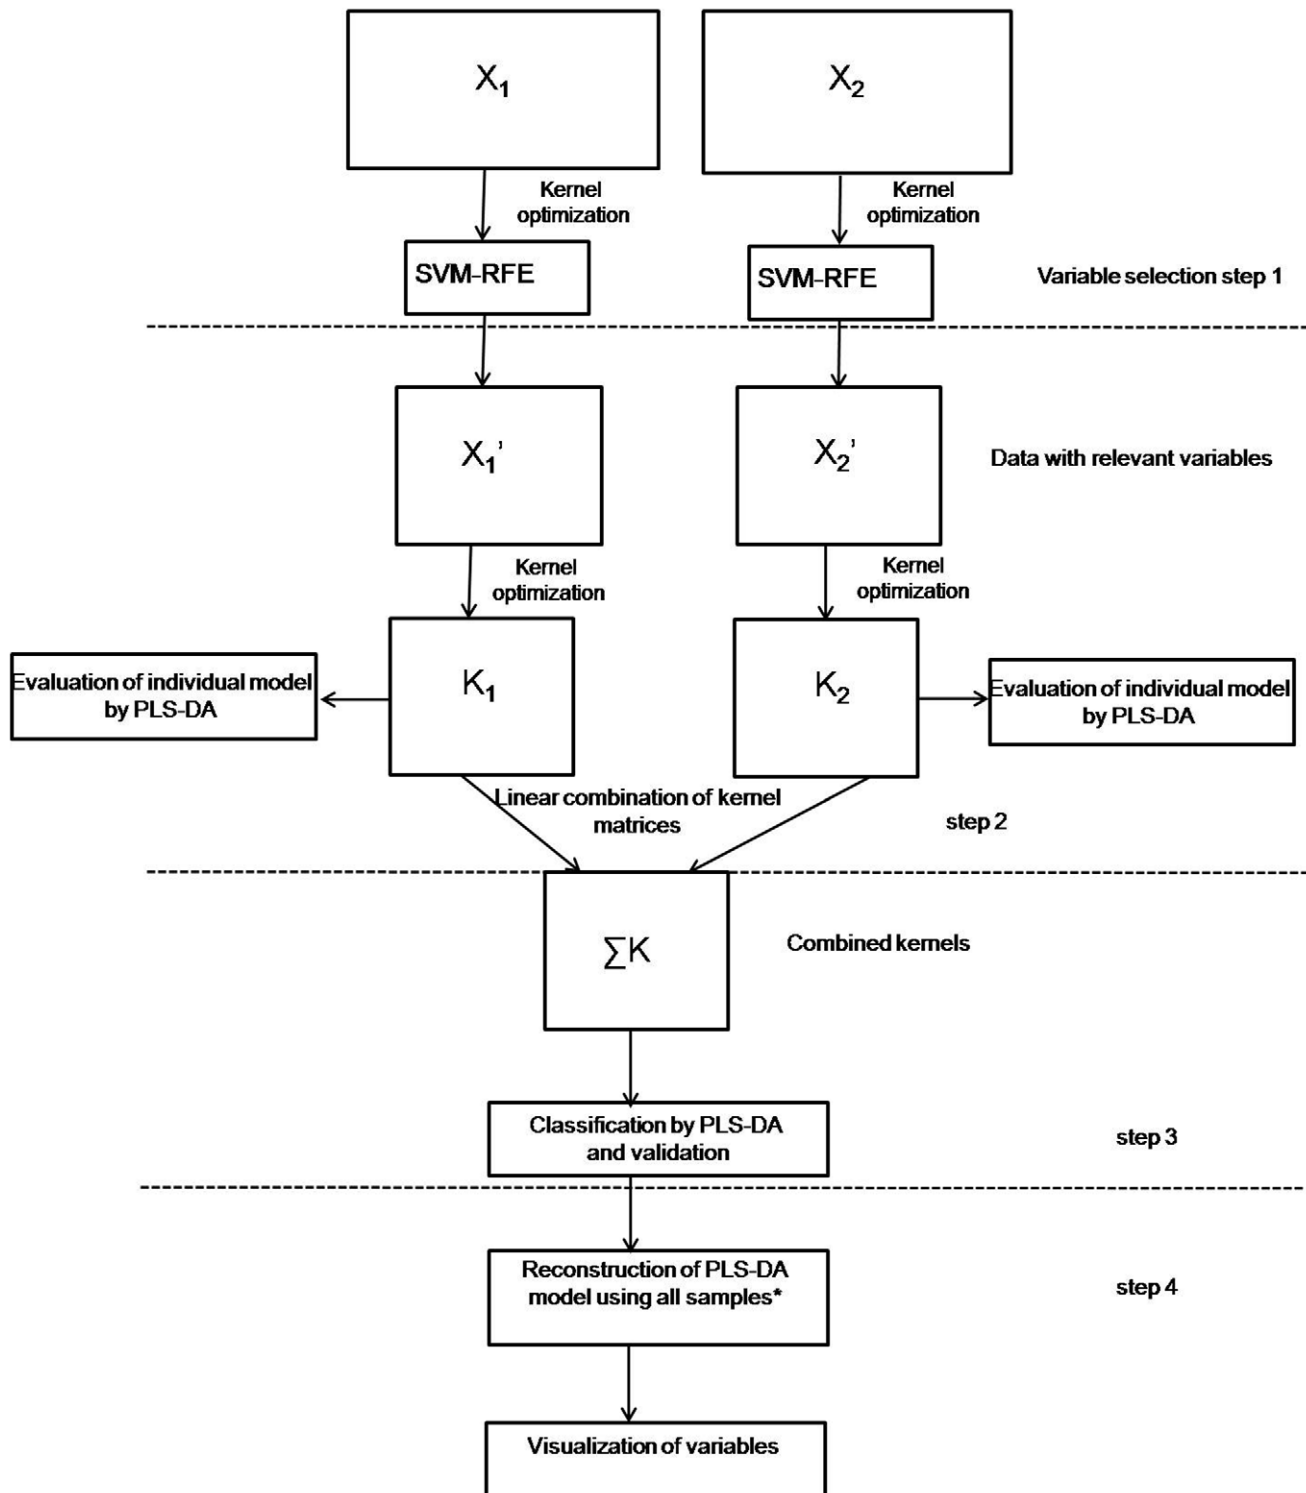 X₁
X₂
Kernel
optimization
Kernel
optimization
SVM-RFE
SVM-RFE
Variable selection step 1
X₁’
X₂’
Data with relevant variables
Kernel
optimization
Kernel
optimization
Evaluation of individual model
by PLS-DA
K₁
K₂
Evaluation of individual model
by PLS-DA
Linear combination of kernel
matrices
step 2
∑K
Combined kernels
Classification by PLS-DA
and validation
step 3
Reconstruction of PLS-DA
model using all samples*
step 4
Visualization of variables